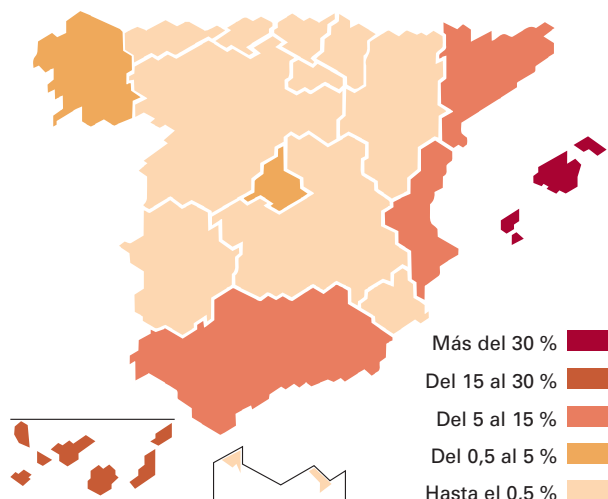 Más del 30 %
Del 15 al 30 %
Del 5 al 15 %
Del 0,5 al 5 %
Hasta el 0,5 %